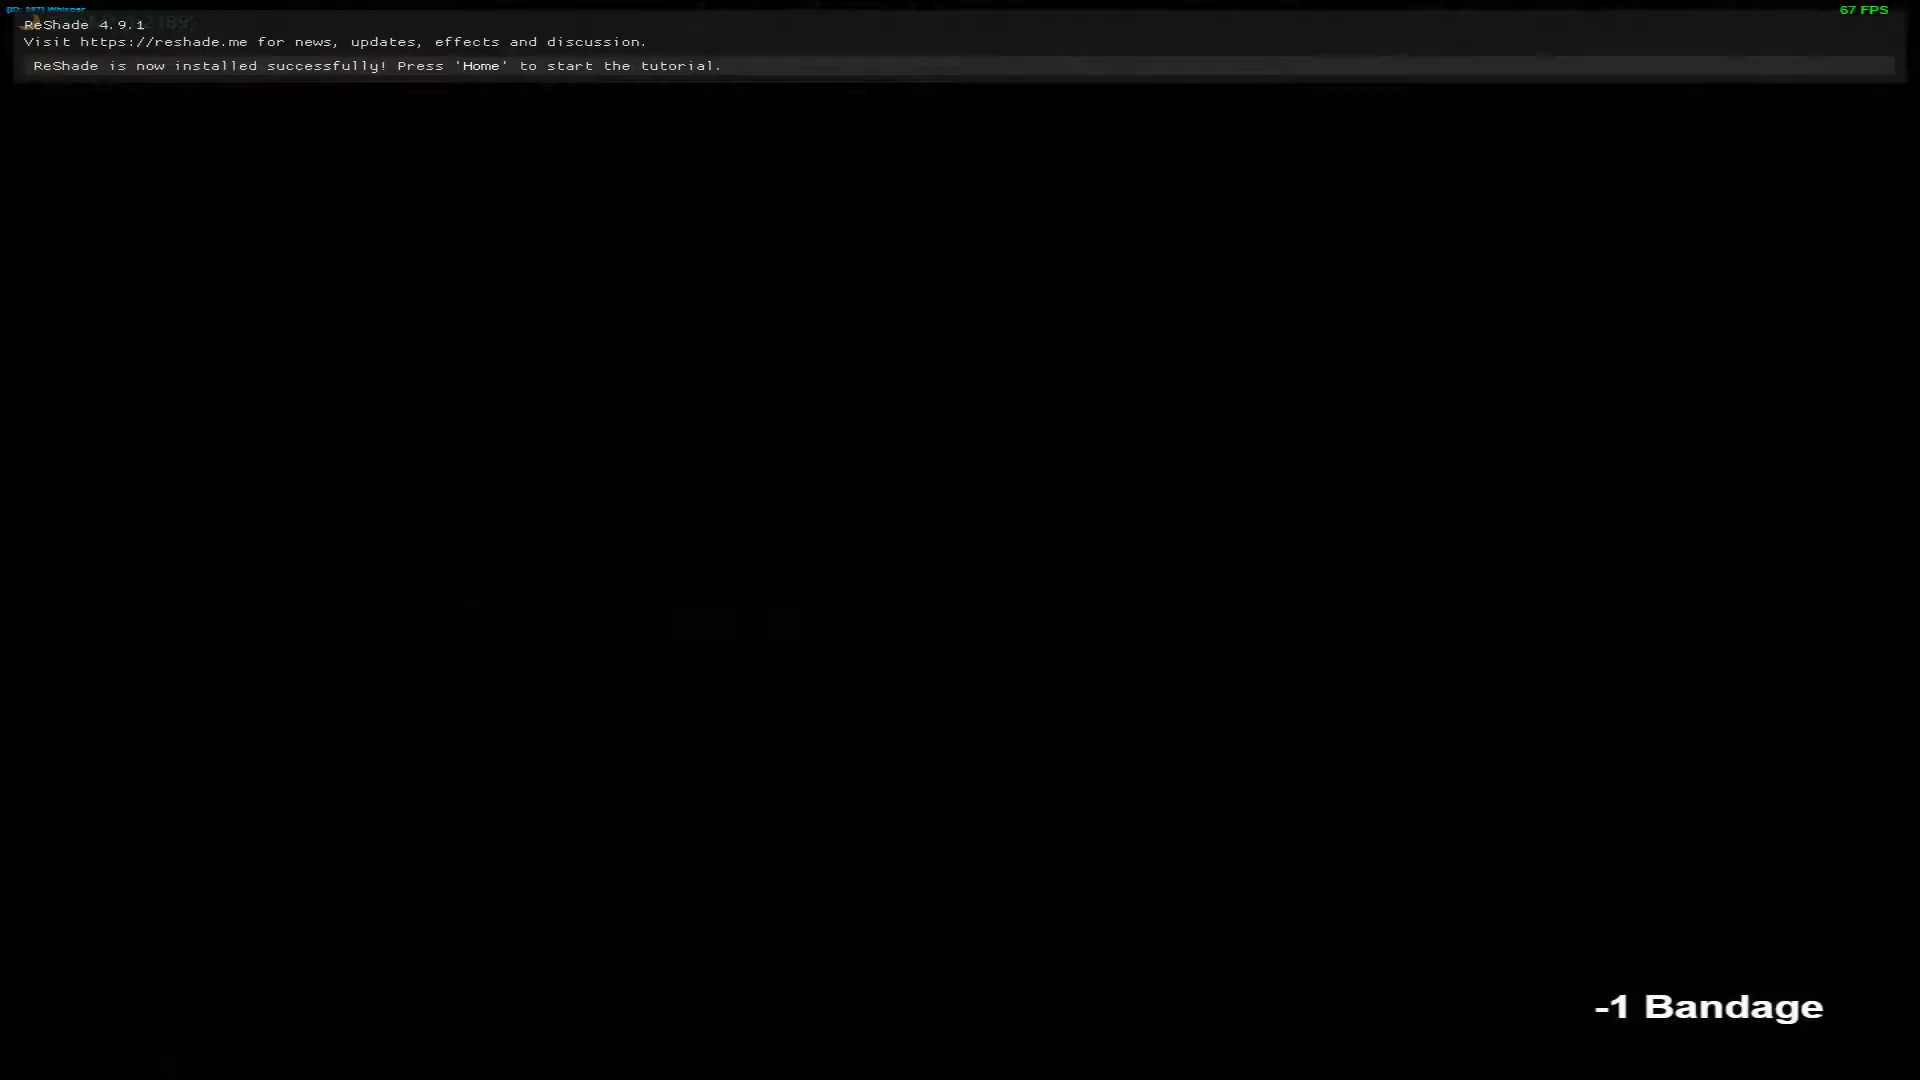 67 FPS
ReShade 4.9.1
Visit https://reshade.me for news, updates, effects and discussion.
ReShade is now installed successfully! Press 'Home' to start the tutorial.
-1 Bandage